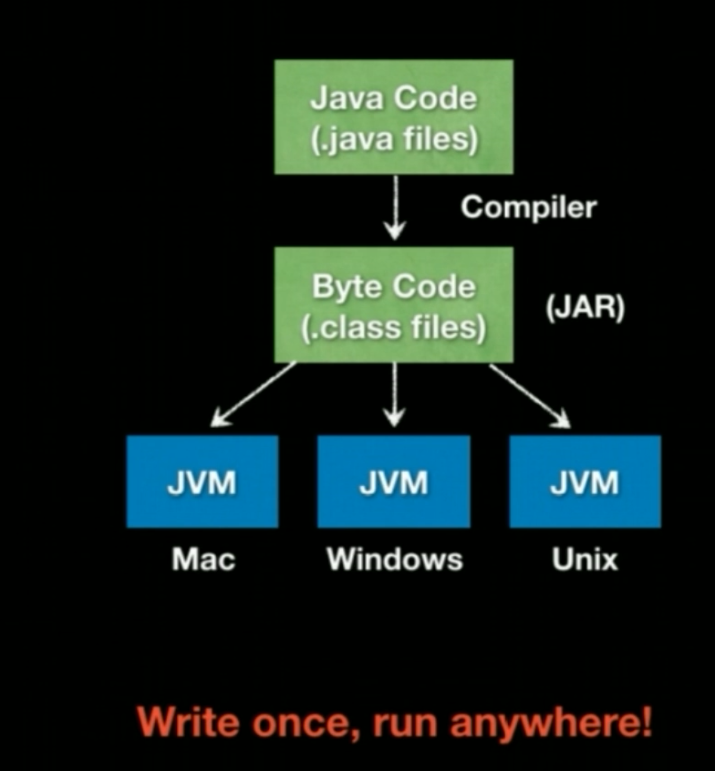 Java Code
(.java files)
Compiler
Byte Code
(.class files)
(JAR)
JVM
JVM
JVM
Mac
Windows
Unix
Write once, run anywhere!